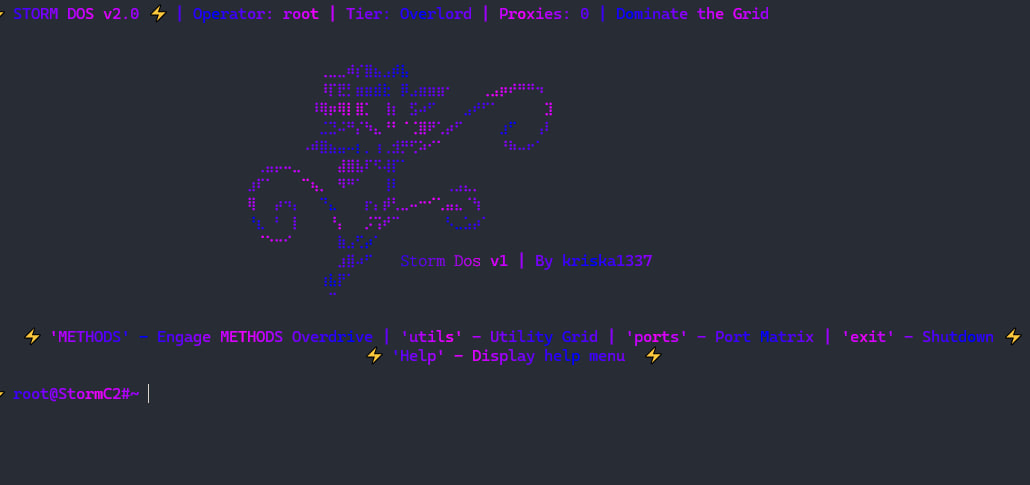 ⚡ STORM DOS v2.0 ⚡ | Operator: root | Tier: Overlord | Proxies: 0 | Dominate the Grid
Storm Dos v1 | By kriska1337
⚡ 'METHODS' - Engage METHODS Overdrive | 'utils' - Utility Grid | 'ports' - Port Matrix | 'exit' - Shutdown ⚡
⚡ 'Help' - Display help menu ⚡
⚡ root@StormC2#~